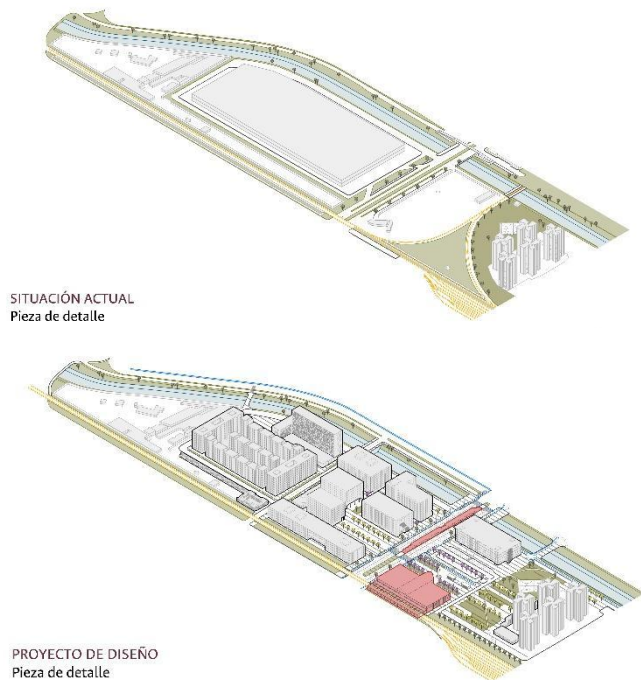 SITUACIÓN ACTUAL
Pieza de detalle
PROYECTO DE DISEÑO
Pieza de detalle